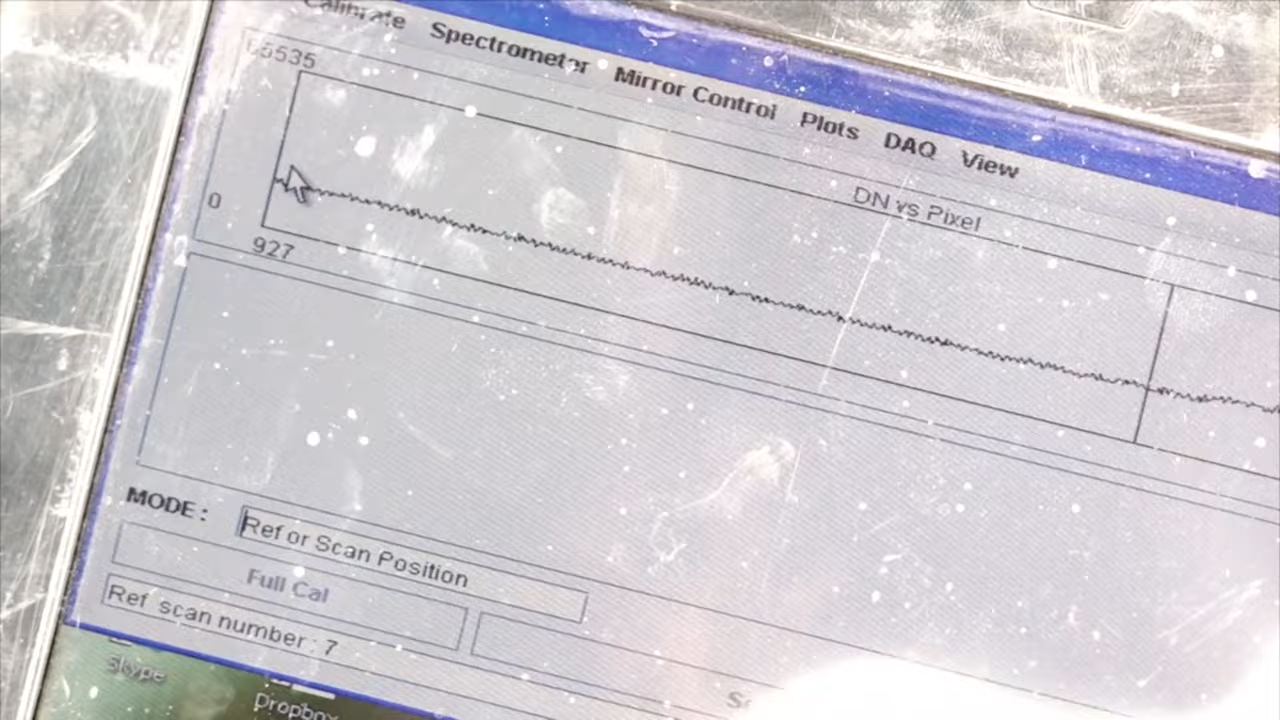 Calibrate Spectrometer Mirror Control Plots DAQ View
65535
DN vs Pixel
0
927
MODE: Ref or Scan Position
Full Cal
Ref scan number: 7
skype
Dropbox